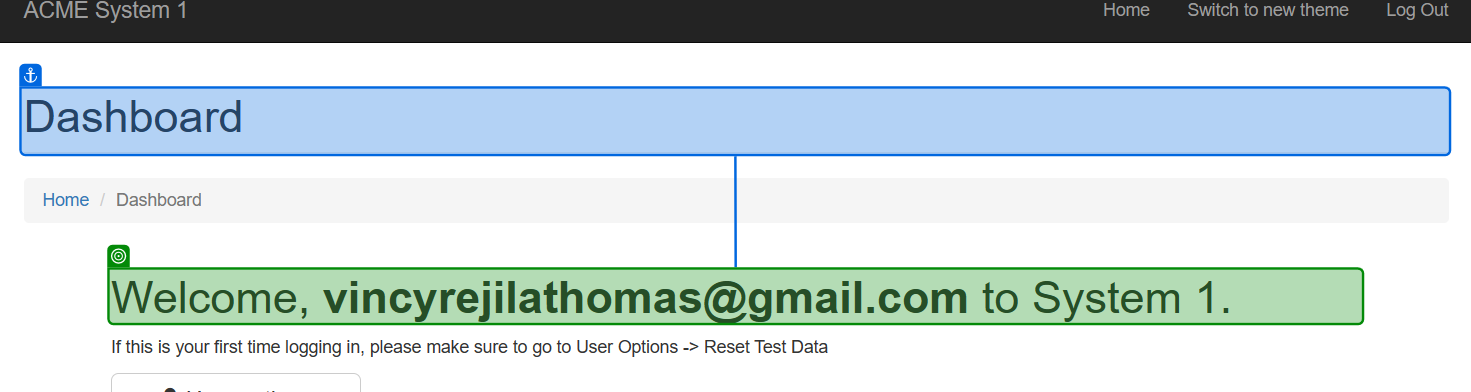 ACME System 1
Home Switch to new theme Log Out
Dashboard
Home / Dashboard
Welcome, vincyrejilathomas@gmail.com to System 1.
If this is your first time logging in, please make sure to go to User Options -> Reset Test Data